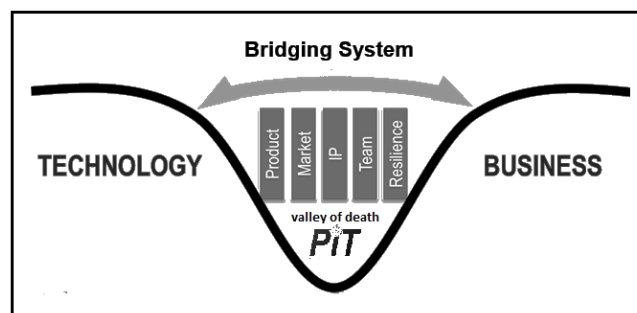 Bridging System
TECHNOLOGY
Product
Market
IP
Team
Resilience
BUSINESS
valley of death
PiT